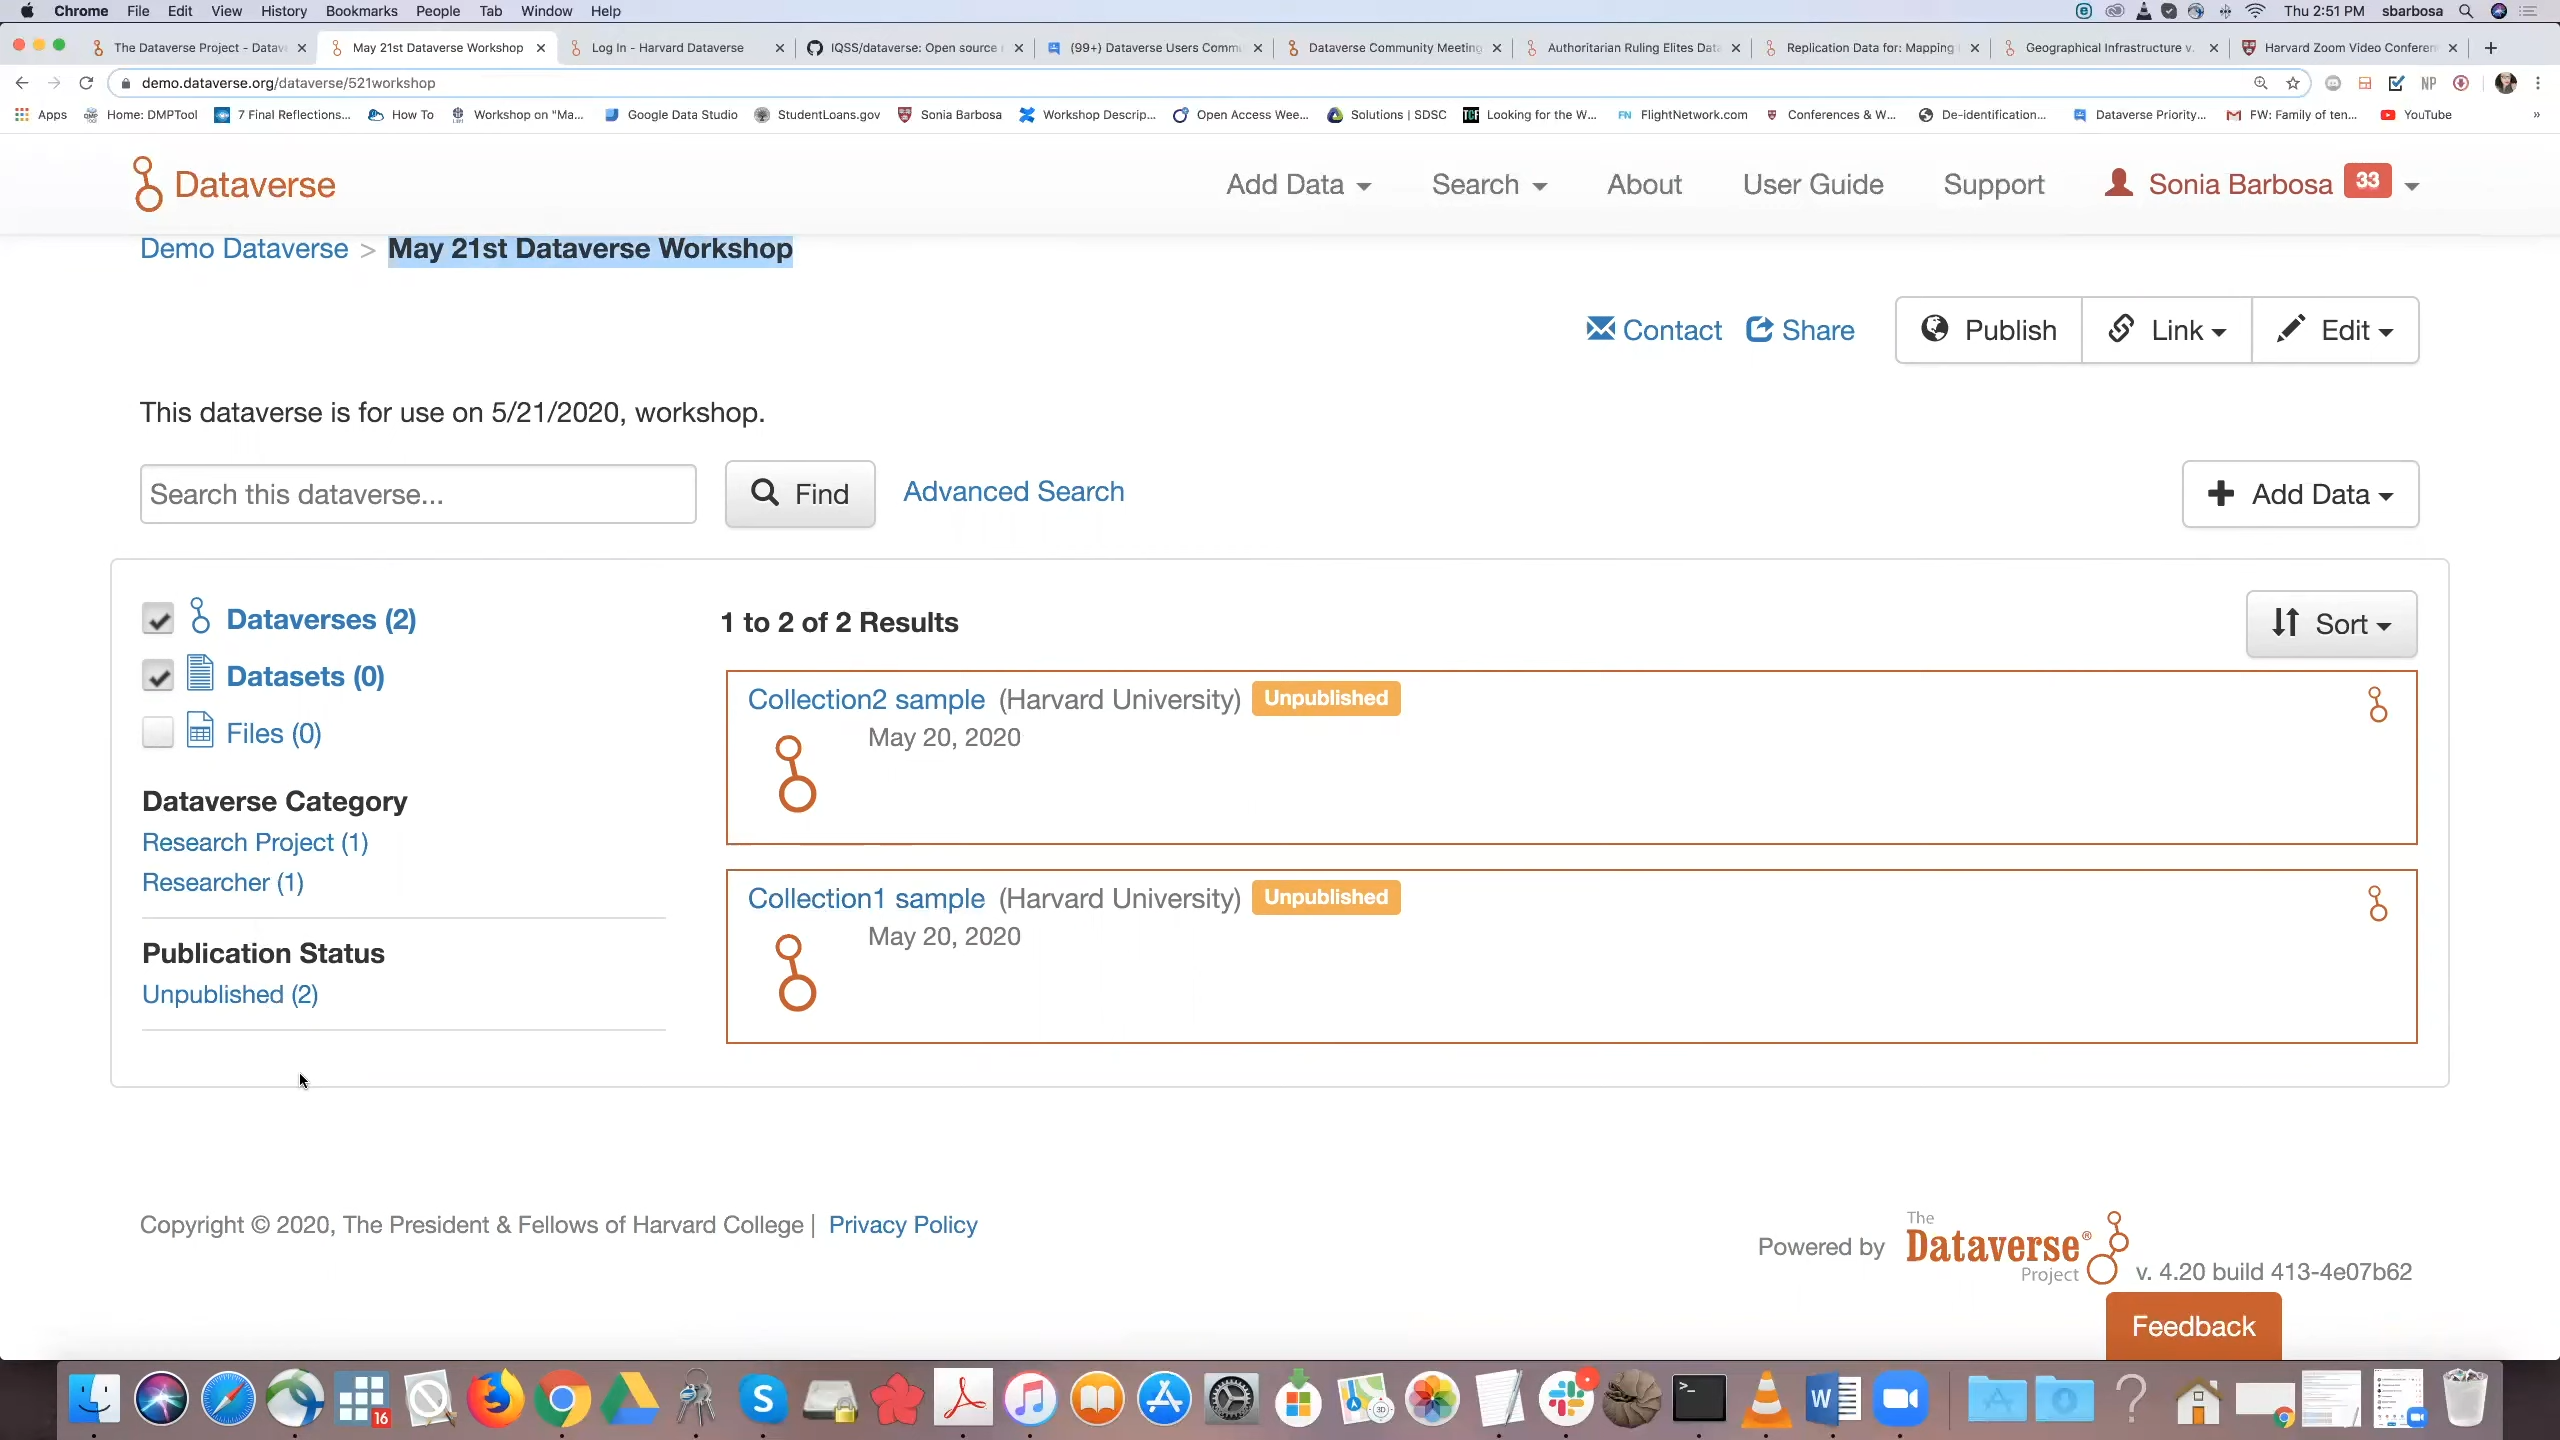 Chrome File Edit View History Bookmarks People Tab Window Help
Thu 2:51 PM sbarbosa
The Dataverse Project - Datave
May 21st Dataverse Workshop
Log In - Harvard Dataverse
IQSS/dataverse: Open source r
(99+) Dataverse Users Commu
Dataverse Community Meeting
Authoritarian Ruling Elites Data
Replication Data for: Mapping
Geographical Infrastructure v.
Harvard Zoom Video Conferen
demo.dataverse.org/dataverse/521workshop
NP
Apps
Home: DMPTool
7 Final Reflections...
How To
Workshop on "Ma...
Google Data Studio
StudentLoans.gov
Sonia Barbosa
Workshop Descrip...
Open Access Wee...
Solutions | SDSC
Looking for the W...
FN FlightNetwork.com
Conferences & W...
De-identification...
Dataverse Priority...
FW: Family of ten...
YouTube
»
Dataverse
Add Data
Search
About
User Guide
Support
Sonia Barbosa 33
Demo Dataverse > May 21st Dataverse Workshop
Contact
Share
Publish
Link
Edit
This dataverse is for use on 5/21/2020, workshop.
Search this dataverse...
Find
Advanced Search
Add Data
Dataverses (2)
Datasets (0)
Files (0)
Dataverse Category
Research Project (1)
Researcher (1)
Publication Status
Unpublished (2)
1 to 2 of 2 Results
Sort
Collection2 sample (Harvard University) Unpublished
May 20, 2020
Collection1 sample (Harvard University) Unpublished
May 20, 2020
Copyright © 2020, The President & Fellows of Harvard College | Privacy Policy
Powered by
The
Dataverse®
Project
v. 4.20 build 413-4e07b62
Feedback
16